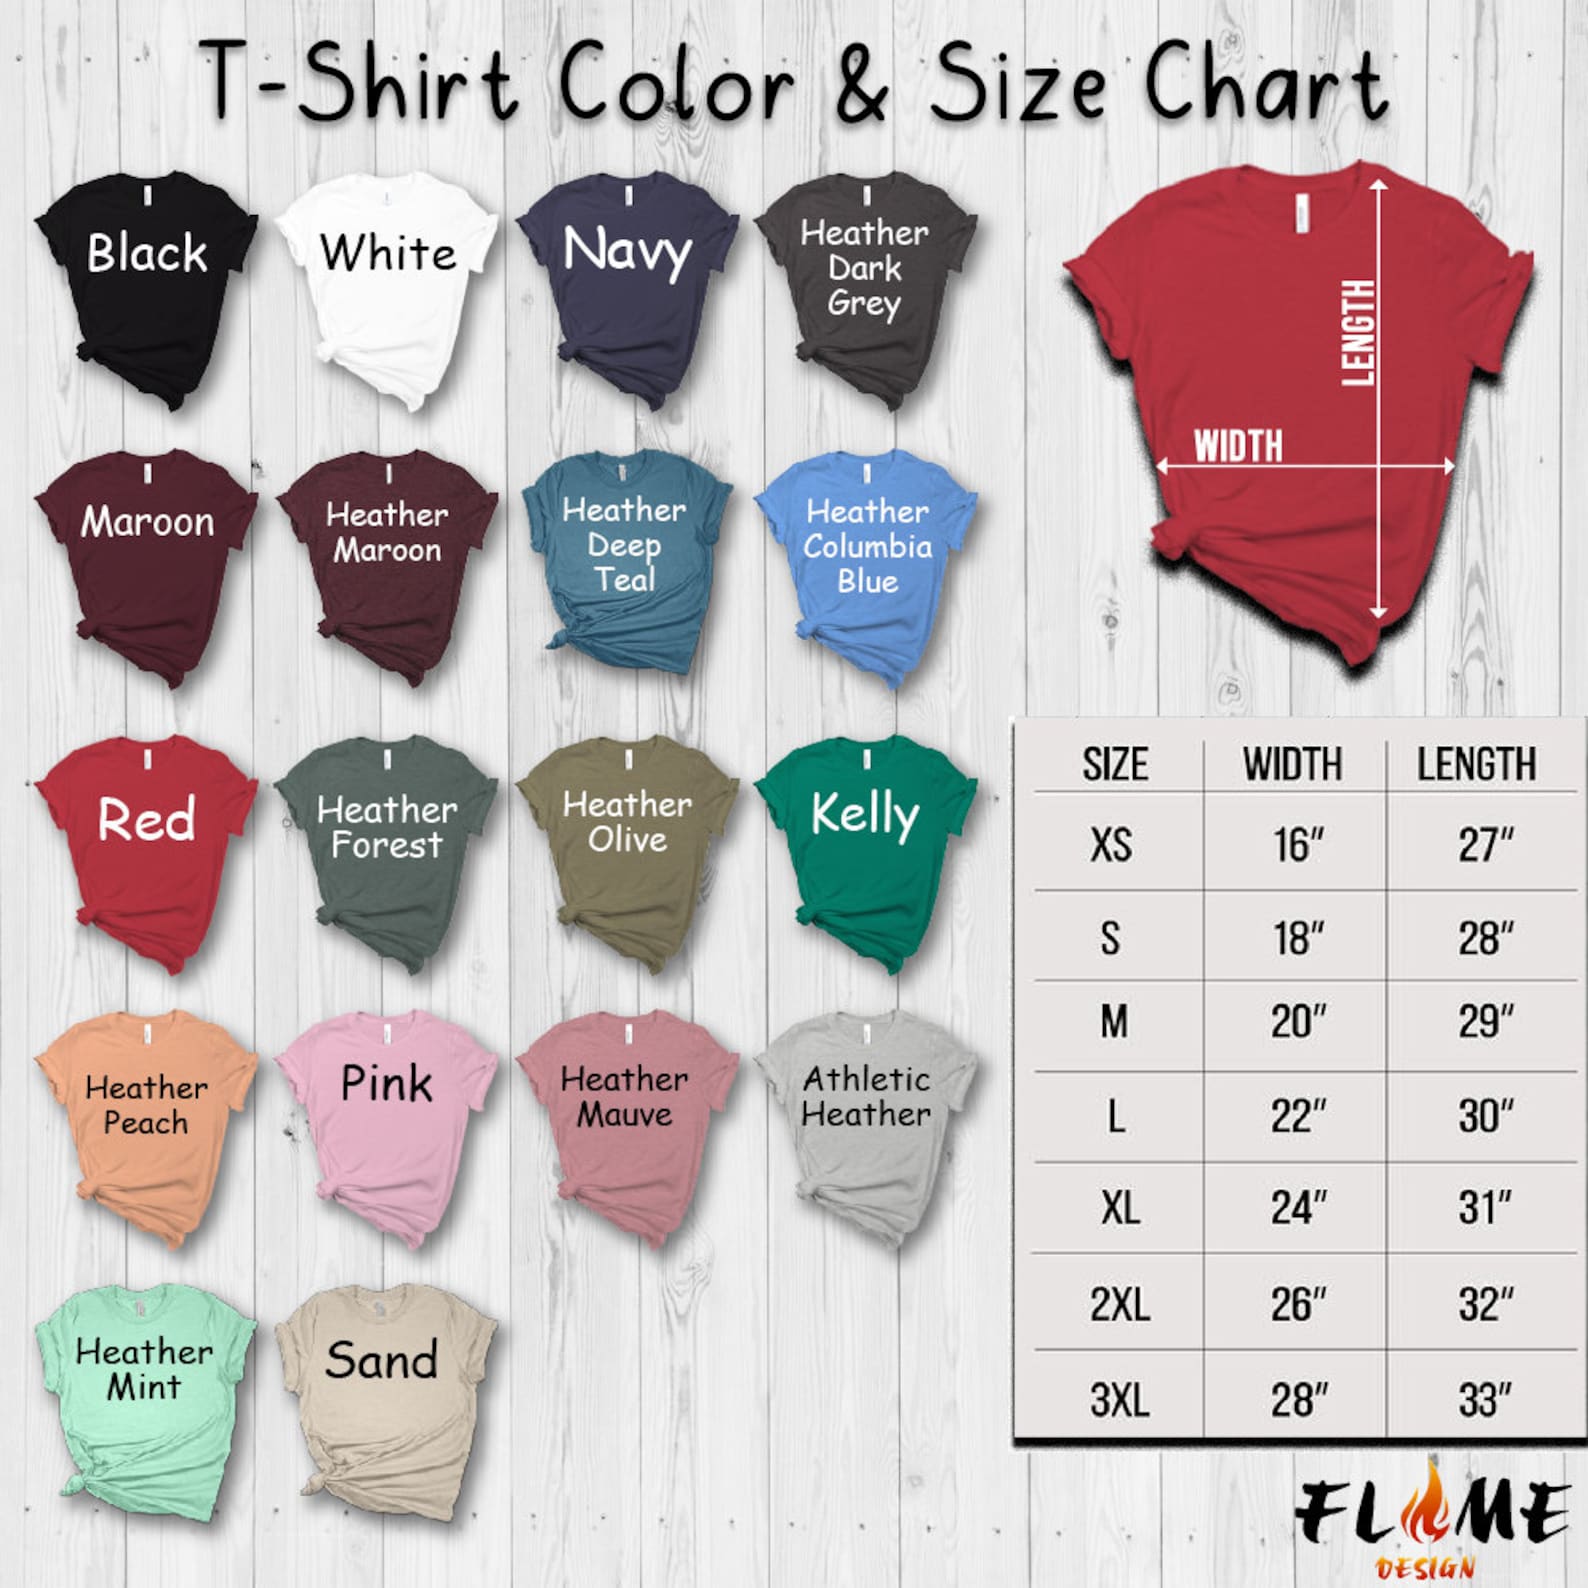 T-Shirt Color & Size Chart
Black
White
Navy
Heather
Dark
Grey
Maroon
Heather
Maroon
Heather
Deep
Teal
Heather
Columbia
Blue
Red
Heather
Forest
Heather
Olive
Kelly
Heather
Peach
Pink
Heather
Mauve
Athletic
Heather
Heather
Mint
Sand
LENGTH
WIDTH
SIZE WIDTH LENGTH
XS 16" 27"
S 18" 28"
M 20" 29"
L 22" 30"
XL 24" 31"
2XL 26" 32"
3XL 28" 33"
FLAME
DESIGN